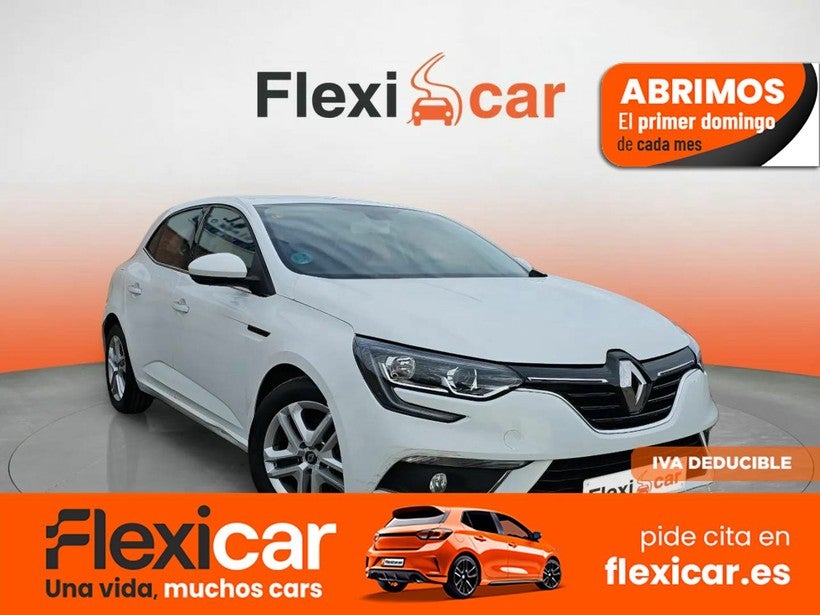 Flexicar
ABRIMOS
El primer domingo
de cada mes
Flexicar
IVA DEDUCIBLE
Flexicar
Una vida, muchos cars
pide cita en
flexicar.es